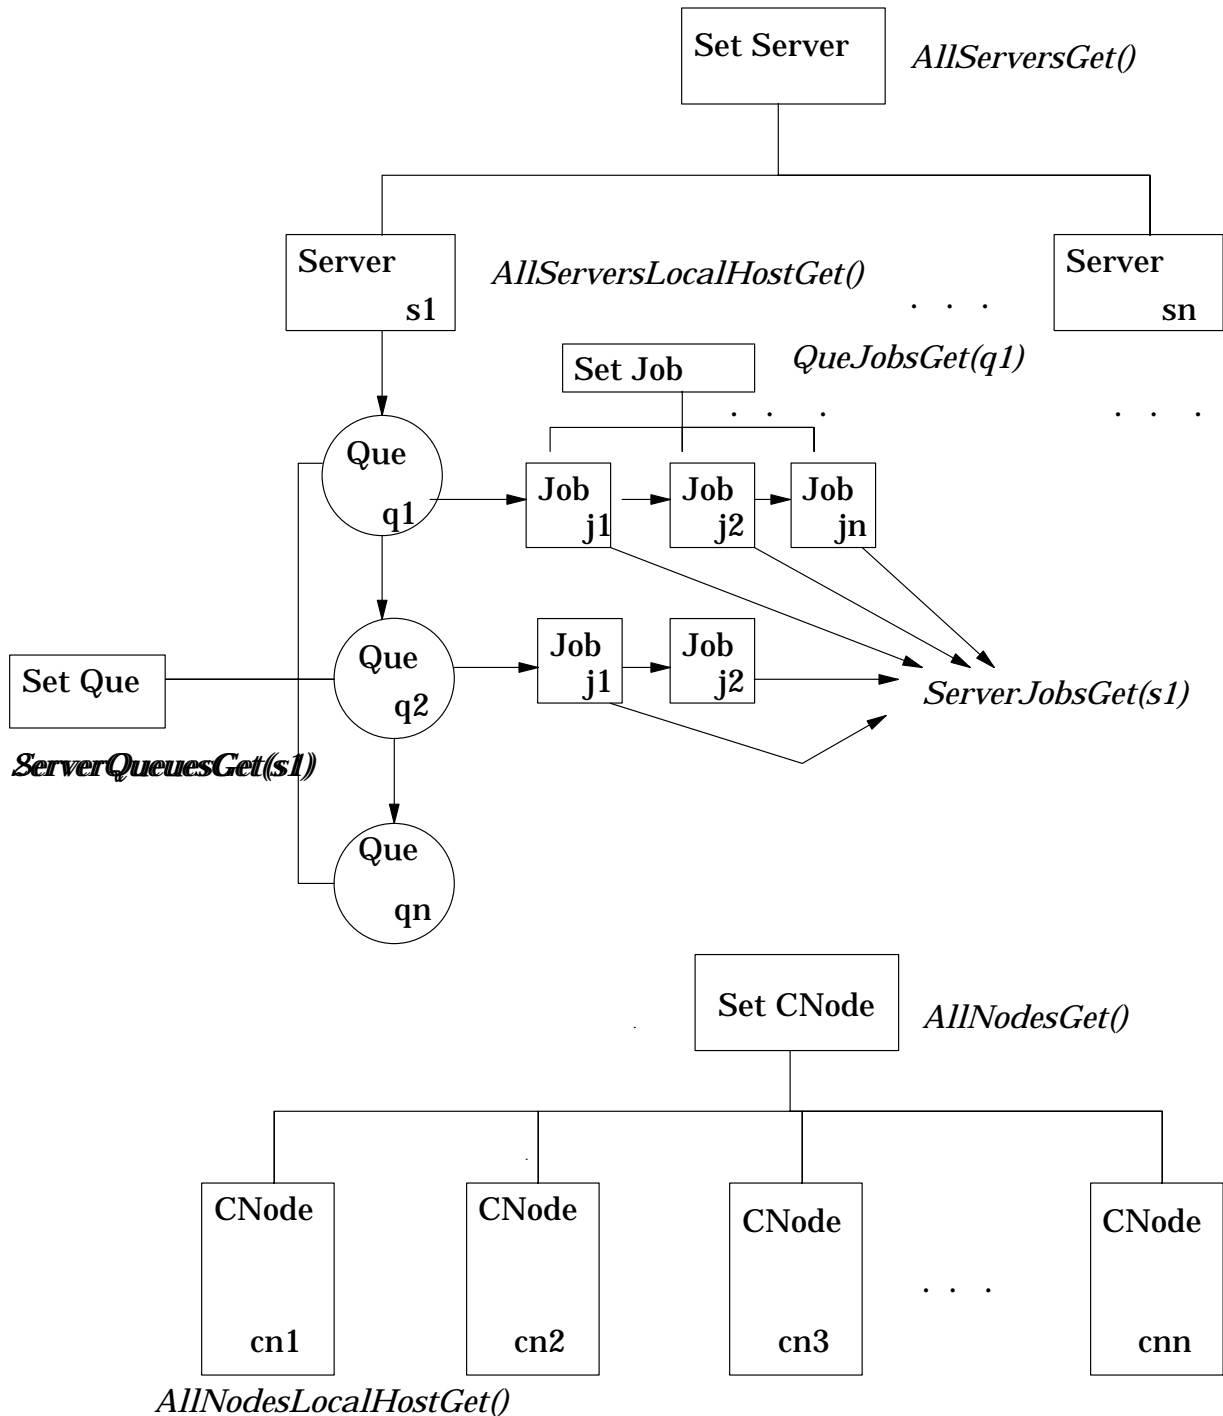 Set Server
AllServersGet()
Server
s1
AllServersLocalHostGet()
. . .
Server
sn
Set Job
QueJobsGet(q1)
. . .
. . .
Que
q1
Job
j1
Job
j2
Job
jn
Set Que
ServerQueuesGet(s1)
Que
q2
Job
j1
Job
j2
ServerJobsGet(s1)
Que
qn
Set CNode
AllNodesGet()
CNode
cn1
CNode
cn2
CNode
cn3
. . .
CNode
cnn
AllNodesLocalHostGet()